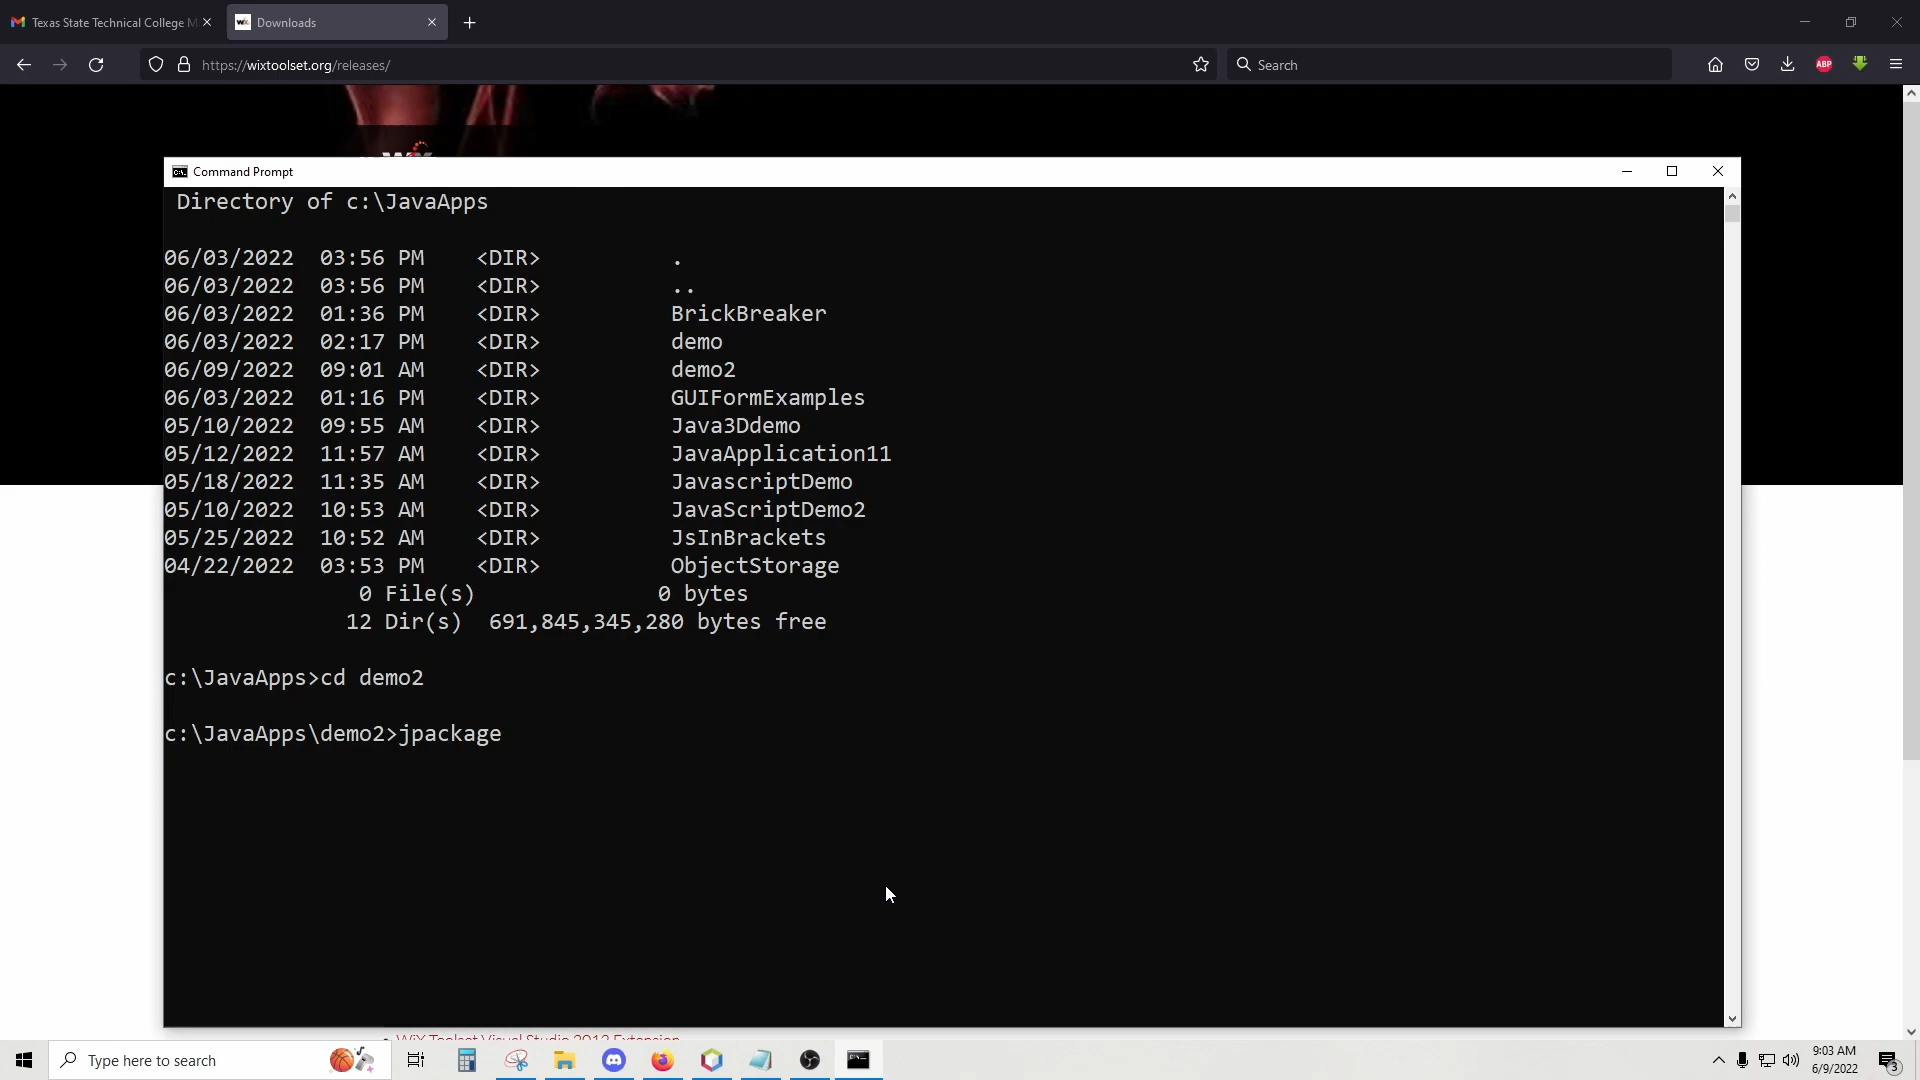 Texas State Technical College M
Downloads
https://wixtoolset.org/releases/
Search
ABP
Command Prompt
Directory of c:\JavaApps
06/03/2022  03:56 PM    <DIR>          .
06/03/2022  03:56 PM    <DIR>          ..
06/03/2022  01:36 PM    <DIR>          BrickBreaker
06/03/2022  02:17 PM    <DIR>          demo
06/09/2022  09:01 AM    <DIR>          demo2
06/03/2022  01:16 PM    <DIR>          GUIFormExamples
05/10/2022  09:55 AM    <DIR>          Java3Ddemo
05/12/2022  11:57 AM    <DIR>          JavaApplication11
05/18/2022  11:35 AM    <DIR>          JavascriptDemo
05/10/2022  10:53 AM    <DIR>          JavaScriptDemo2
05/25/2022  10:52 AM    <DIR>          JsInBrackets
04/22/2022  03:53 PM    <DIR>          ObjectStorage
0 File(s)              0 bytes
12 Dir(s)  691,845,345,280 bytes free
c:\JavaApps>cd demo2
c:\JavaApps\demo2>jpackage
Type here to search
9:03 AM
6/9/2022
3